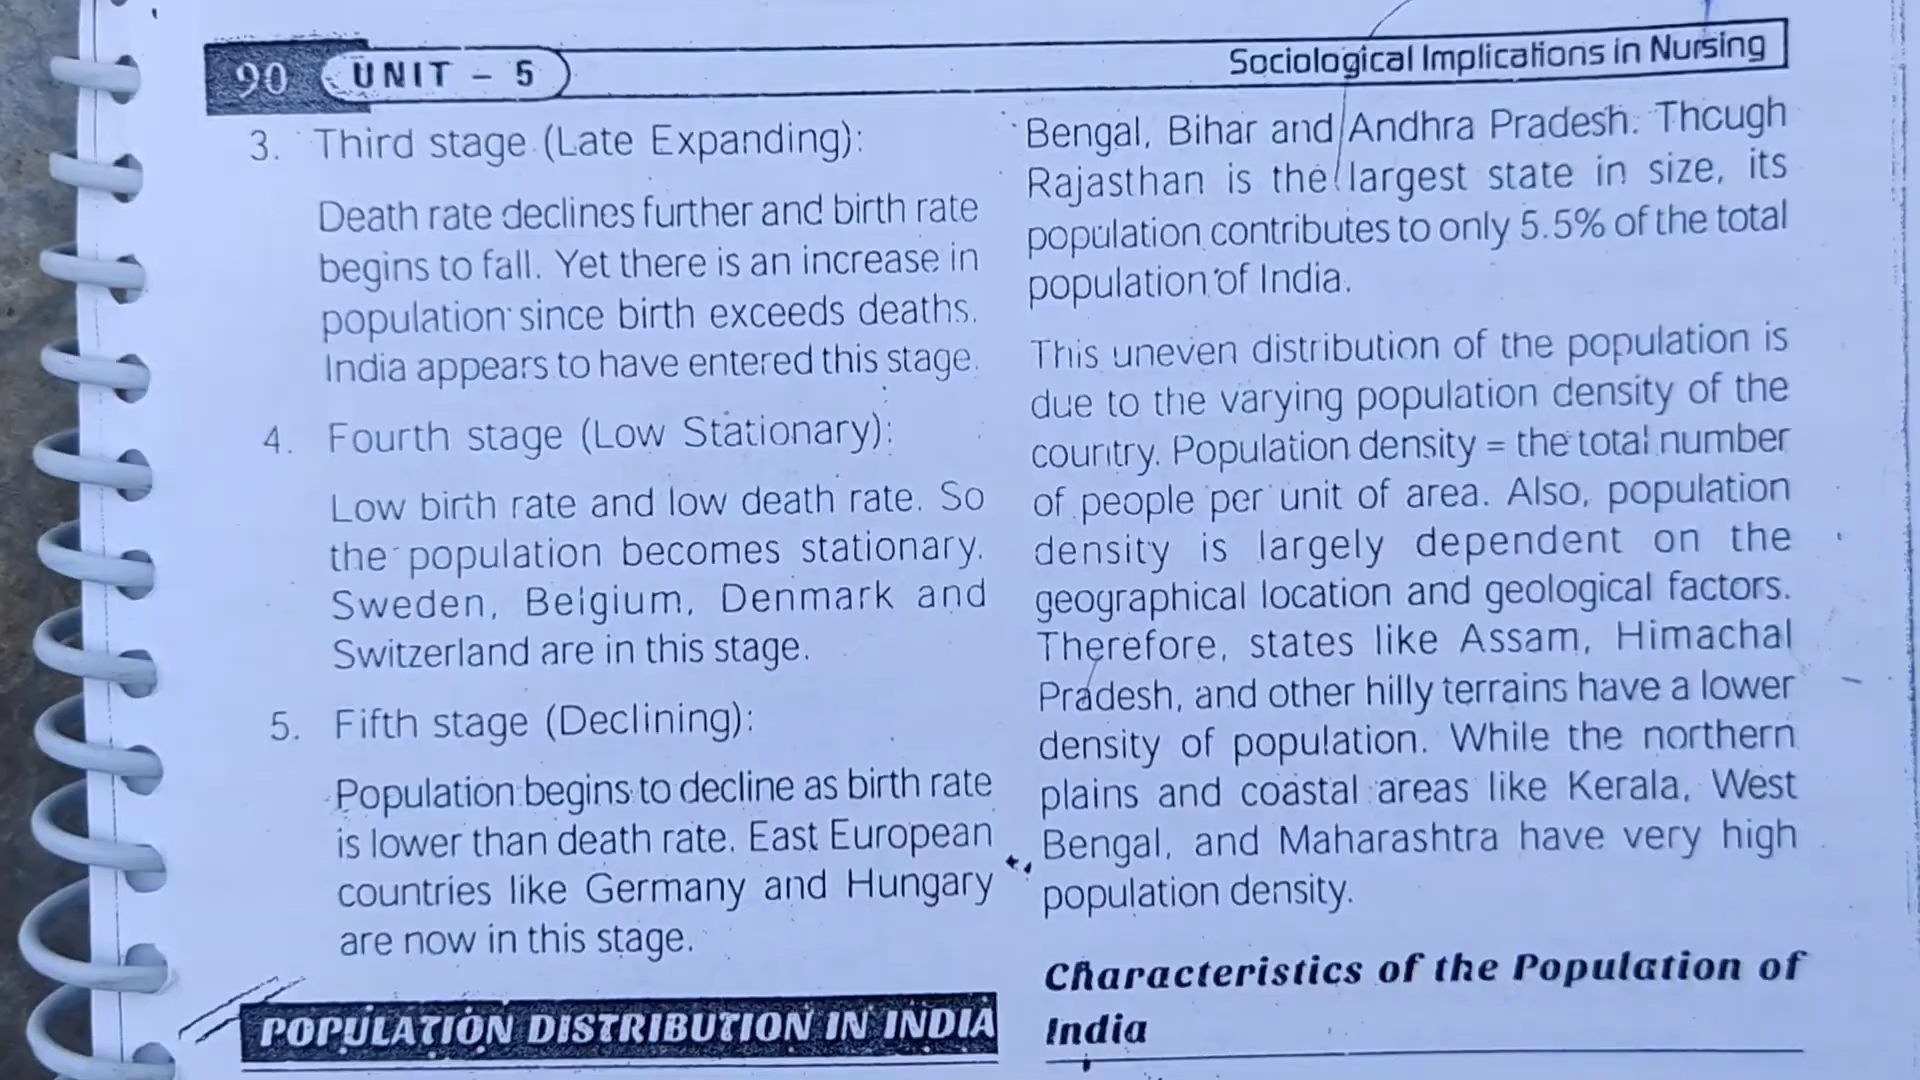 90 UNIT - 5
Sociological Implications in Nursing
3. Third stage (Late Expanding):
Death rate declines further and birth rate
begins to fall. Yet there is an increase in
population since birth exceeds deaths.
India appears to have entered this stage.
4. Fourth stage (Low Stationary):
Low birth rate and low death rate. So
the population becomes stationary.
Sweden, Belgium, Denmark and
Switzerland are in this stage.
5. Fifth stage (Declining):
Population begins to decline as birth rate
is lower than death rate. East European
countries like Germany and Hungary
are now in this stage.
POPULATION DISTRIBUTION IN INDIA
Bengal, Bihar and Andhra Pradesh. Though
Rajasthan is the largest state in size, its
population contributes to only 5.5% of the total
population of India.
This uneven distribution of the population is
due to the varying population density of the
country. Population density = the total number
of people per unit of area. Also, population
density is largely dependent on the
geographical location and geological factors.
Therefore, states like Assam, Himachal
Pradesh, and other hilly terrains have a lower
density of population. While the northern
plains and coastal areas like Kerala, West
Bengal, and Maharashtra have very high
population density.
Characteristics of the Population of
India